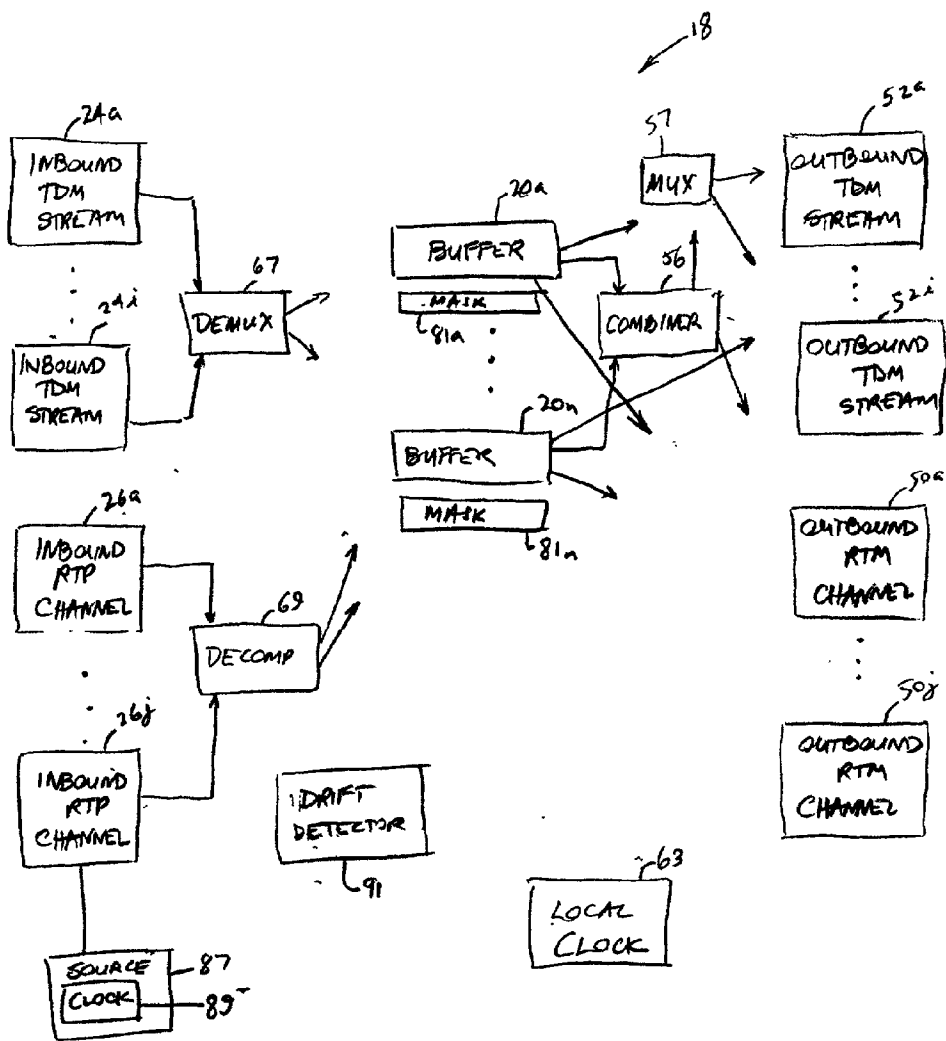 18
24a
INBOUND
TDM
STREAM
24i
INBOUND
TDM
STREAM
67
DEMUX
20a
BUFFER
MASK
81a
20n
BUFFER
MASK
81n
57
MUX
56
COMBINER
52a
OUTBOUND
TDM
STREAM
52i
OUTBOUND
TDM
STREAM
26a
INBOUND
RTP
CHANNEL
26j
INBOUND
RTP
CHANNEL
69
DECOMP
50a
OUTBOUND
RTM
CHANNEL
50j
OUTBOUND
RTM
CHANNEL
DRIFT
DETECTOR
91
63
LOCAL
CLOCK
SOURCE
87
CLOCK
89